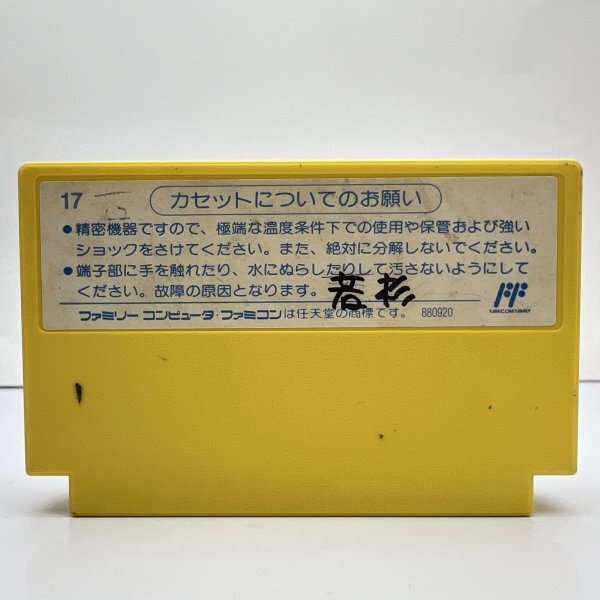 17
カセットについてのお願い
●精密機器ですので、極端な温度条件下での使用や保管および強い
ショックをさけてください。また、絶対に分解しないでください。
●端子部に手を触れたり、水にぬらしたりして汚さないようにして
ください。故障の原因となります。
若杉
ファミリー コンピュータ・ファミコンは任天堂の商標です。 880920
FAMICOM FAMILY